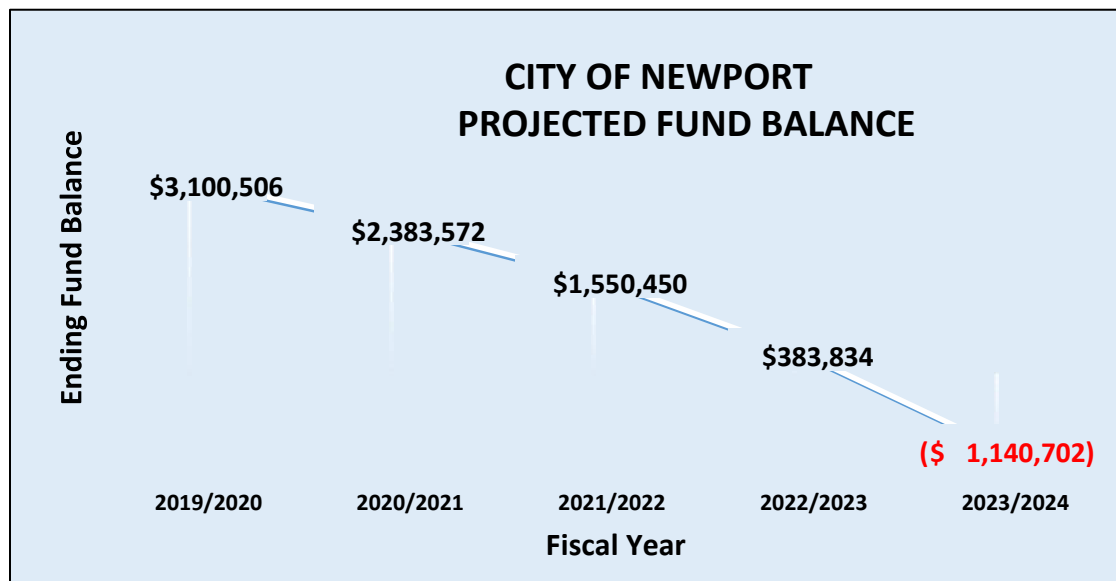 CITY OF NEWPORT
PROJECTED FUND BALANCE
Ending Fund Balance
$3,100,506
$2,383,572
$1,550,450
$383,834
($ 1,140,702)
2019/2020 2020/2021 2021/2022 2022/2023 2023/2024
Fiscal Year